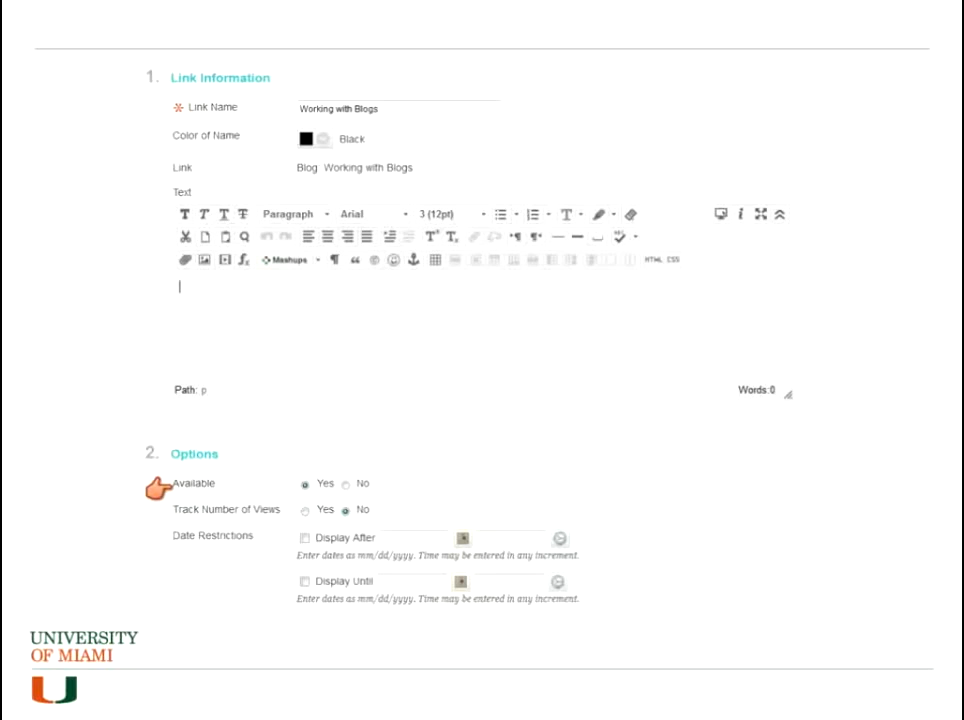 1. Link Information
Link Name
Working with Blogs
Color of Name
Black
Link
Blog Working with Blogs
Text
T T T T Paragraph Arial 3 (12pt) T
T T
fx Mashups HTML CSS
Path: p
Words:0
2. Options
Available
Yes No
Track Number of Views
Yes No
Date Restrictions
Display After
Enter dates as mm/dd/yyyy. Time may be entered in any increment.
Display Until
Enter dates as mm/dd/yyyy. Time may be entered in any increment.
UNIVERSITY
OF MIAMI
U